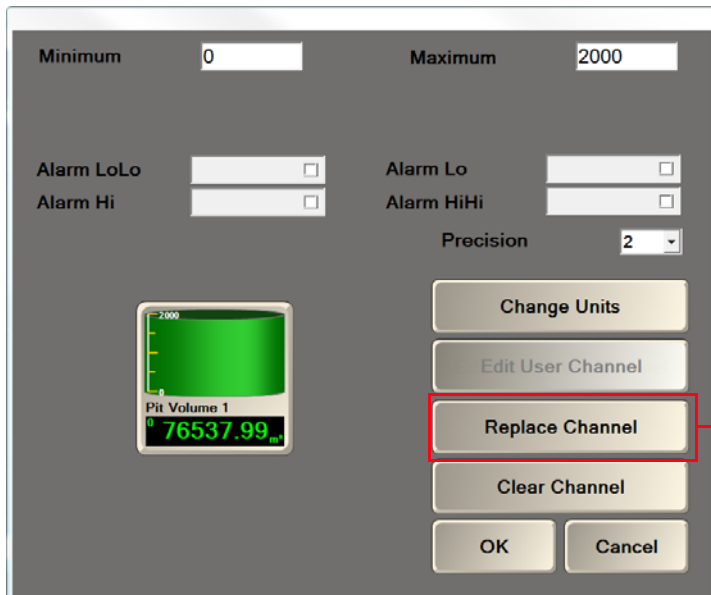 Minimum 0 Maximum 2000
Alarm LoLo Alarm Lo
Alarm Hi Alarm HiHi
Precision 2
2000
0
Pit Volume 1
0 76537.99 m³
Change Units
Edit User Channel
Replace Channel
Clear Channel
OK Cancel